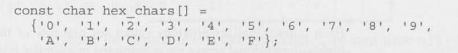 const char hex_chars[] =
{'0', '1', '2', '3', '4', '5', '6', '7', '8', '9',
'A', 'B', 'C', 'D', 'E', 'F'};